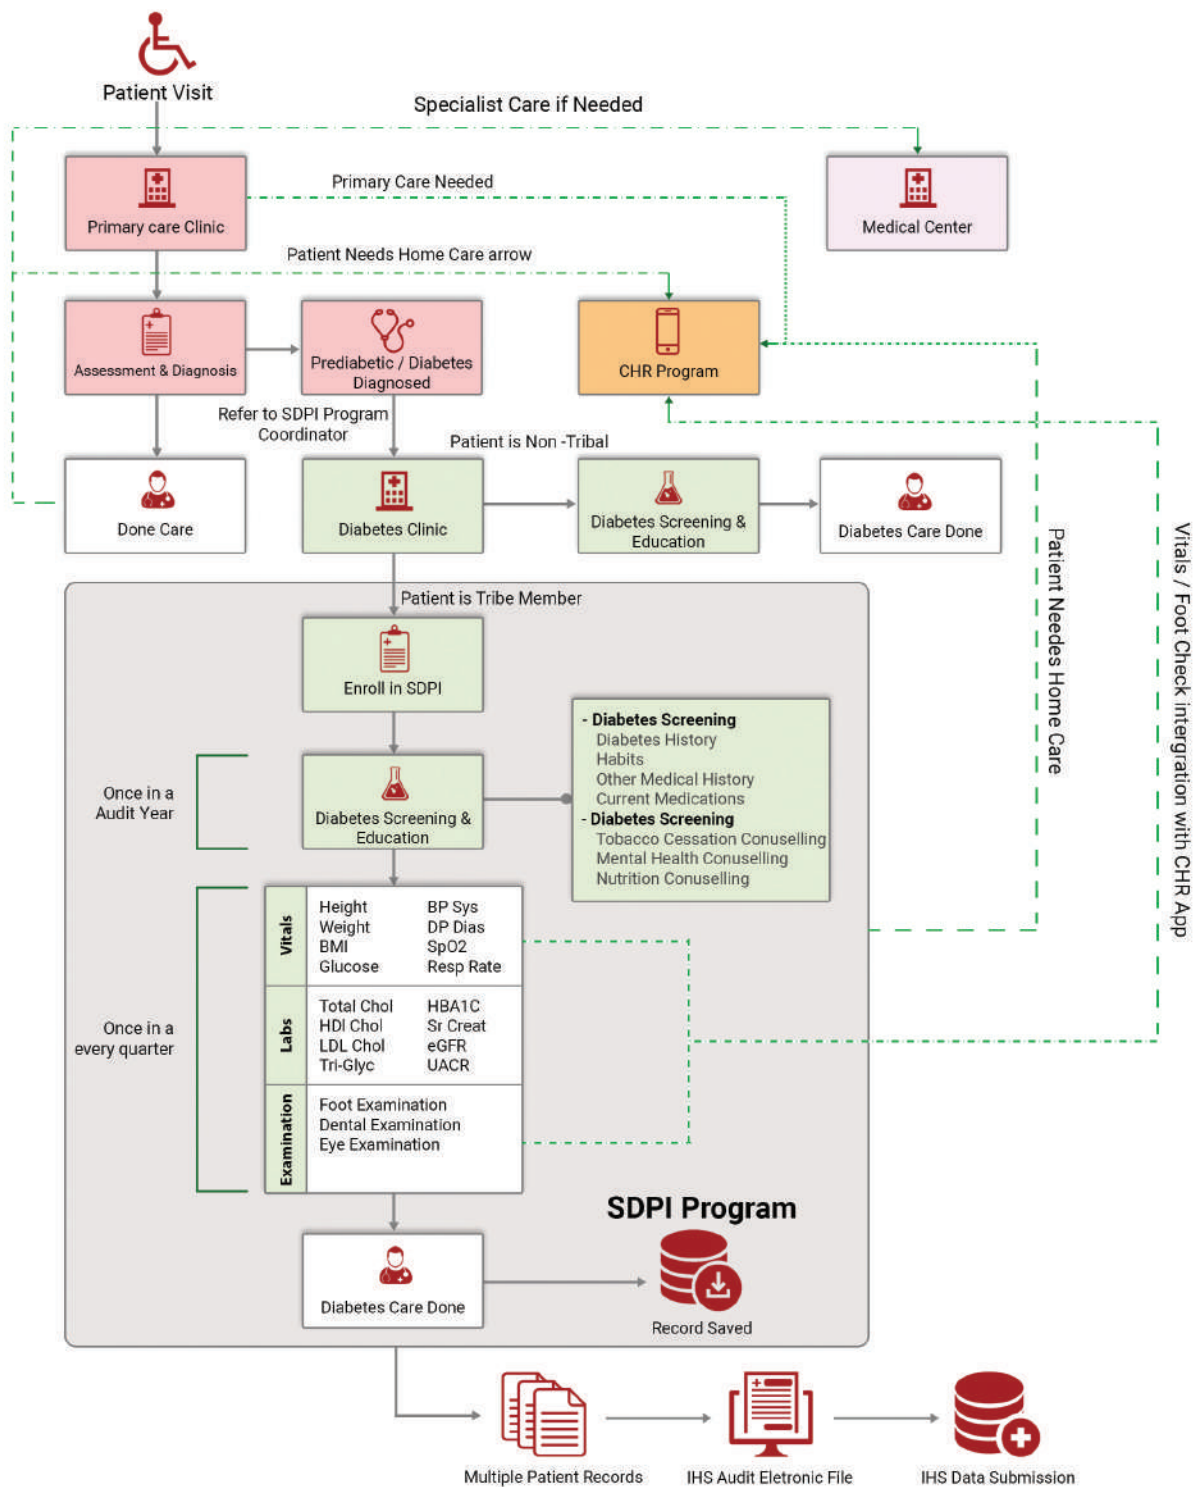 Patient Visit
Specialist Care if Needed
Primary care Clinic
Primary Care Needed
Medical Center
Patient Needs Home Care arrow
Assessment & Diagnosis
Prediabetic / Diabetes
Diagnosed
CHR Program
Refer to SDPI Program
Coordinator
Patient is Non -Tribal
Done Care
Diabetes Clinic
Diabetes Screening &
Education
Diabetes Care Done
Patient is Tribe Member
Enroll in SDPI
Once in a
Audit Year
Diabetes Screening &
Education
- Diabetes Screening
Diabetes History
Habits
Other Medical History
Current Medications
- Diabetes Screening
Tobacco Cessation Conuselling
Mental Health Conuselling
Nutrition Conuselling
Patient Needes Home Care
Vitals / Foot Check intergration with CHR App
Once in a
every quarter
Vitals
Height BP Sys
Weight DP Dias
BMI SpO2
Glucose Resp Rate
Labs
Total Chol HBA1C
HDl Chol Sr Creat
LDL Chol eGFR
Tri-Glyc UACR
Examination
Foot Examination
Dental Examination
Eye Examination
SDPI Program
Diabetes Care Done
Record Saved
Multiple Patient Records
IHS Audit Eletronic File
IHS Data Submission